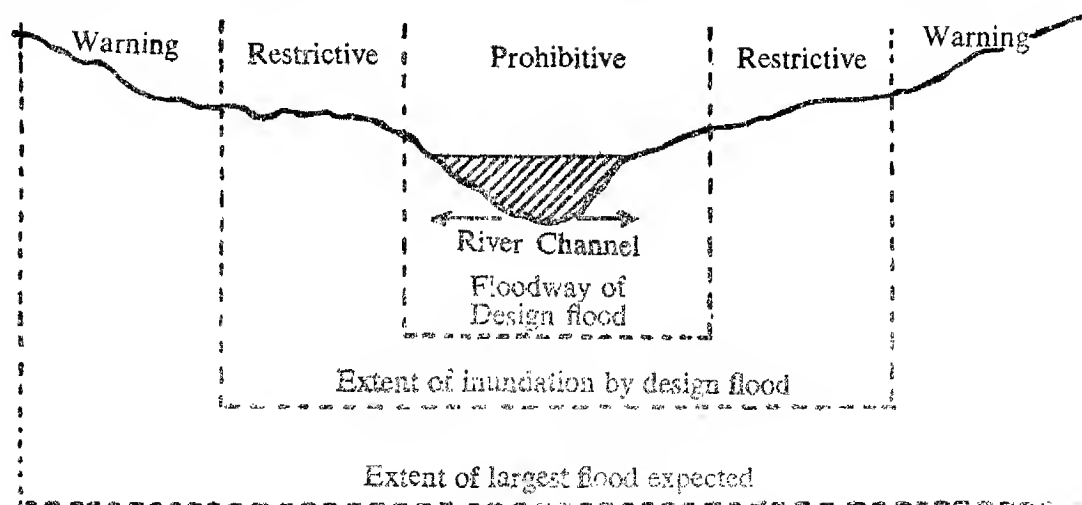 Warning
Restrictive
Prohibitive
Restrictive
Warning
River Channel
Floodway of
Design flood
Extent of inundation by design flood
Extent of largest flood expected